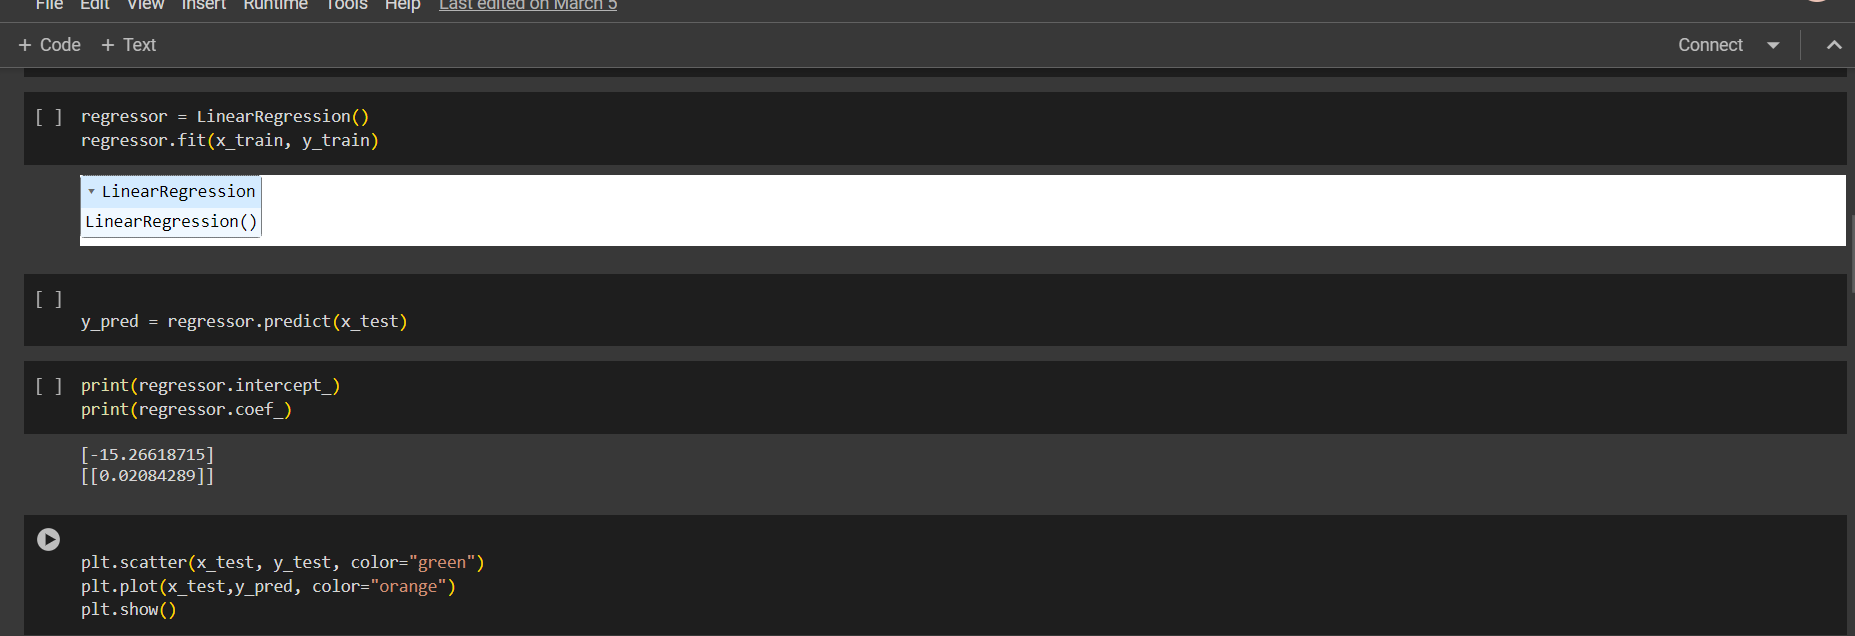 File Edit View Insert Runtime Tools Help Last edited on March 5
+ Code + Text Connect
[ ] regressor = LinearRegression()
regressor.fit(x_train, y_train)
LinearRegression
LinearRegression()
[ ]
y_pred = regressor.predict(x_test)
[ ] print(regressor.intercept_)
print(regressor.coef_)
[-15.26618715]
[[0.02084289]]
plt.scatter(x_test, y_test, color="green")
plt.plot(x_test,y_pred, color="orange")
plt.show()